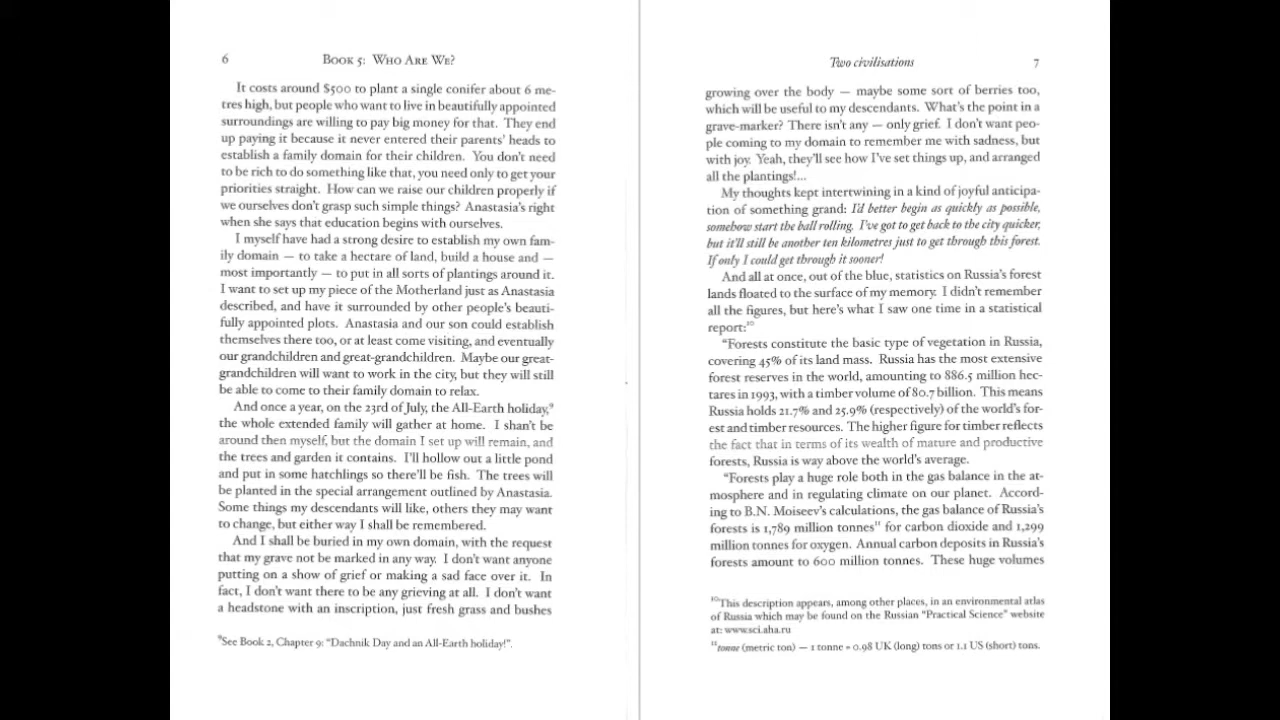 6
Book 5: Who Are We?
It costs around $500 to plant a single conifer about 6 me-
tres high, but people who want to live in beautifully appointed
surroundings are willing to pay big money for that. They end
up paying it because it never entered their parents' heads to
establish a family domain for their children. You don't need
to be rich to do something like that, you need only to get your
priorities straight. How can we raise our children properly if
we ourselves don't grasp such simple things? Anastasia's right
when she says that education begins with ourselves.
I myself have had a strong desire to establish my own fam-
ily domain — to take a hectare of land, build a house and —
most importantly — to put in all sorts of plantings around it.
I want to set up my piece of the Motherland just as Anastasia
described, and have it surrounded by other people's beauti-
fully appointed plots. Anastasia and our son could establish
themselves there too, or at least come visiting, and eventually
our grandchildren and great-grandchildren. Maybe our great-
grandchildren will want to work in the city, but they will still
be able to come to their family domain to relax.
And once a year, on the 23rd of July, the All-Earth holiday,⁹
the whole extended family will gather at home. I shan't be
around then myself, but the domain I set up will remain, and
the trees and garden it contains. I'll hollow out a little pond
and put in some hatchlings so there'll be fish. The trees will
be planted in the special arrangement outlined by Anastasia.
Some things my descendants will like, others they may want
to change, but either way I shall be remembered.
And I shall be buried in my own domain, with the request
that my grave not be marked in any way. I don't want anyone
putting on a show of grief or making a sad face over it. In
fact, I don't want there to be any grieving at all. I don't want
a headstone with an inscription, just fresh grass and bushes
⁹See Book 2, Chapter 9: "Dachnik Day and an All-Earth holiday!".
Two civilisations
7
growing over the body — maybe some sort of berries too,
which will be useful to my descendants. What's the point in a
grave-marker? There isn't any — only grief. I don't want peo-
ple coming to my domain to remember me with sadness, but
with joy. Yeah, they'll see how I've set things up, and arranged
all the plantings!...
My thoughts kept intertwining in a kind of joyful anticipa-
tion of something grand: I'd better begin as quickly as possible,
somehow start the ball rolling. I've got to get back to the city quicker,
but it'll still be another ten kilometres just to get through this forest.
If only I could get through it sooner!
And all at once, out of the blue, statistics on Russia's forest
lands floated to the surface of my memory. I didn't remember
all the figures, but here's what I saw one time in a statistical
report:¹⁰
"Forests constitute the basic type of vegetation in Russia,
covering 45% of its land mass. Russia has the most extensive
forest reserves in the world, amounting to 886.5 million hec-
tares in 1993, with a timber volume of 80.7 billion. This means
Russia holds 21.7% and 25.9% (respectively) of the world's for-
est and timber resources. The higher figure for timber reflects
the fact that in terms of its wealth of mature and productive
forests, Russia is way above the world's average.
"Forests play a huge role both in the gas balance in the at-
mosphere and in regulating climate on our planet. Accord-
ing to B.N. Moiseev's calculations, the gas balance of Russia's
forests is 1,789 million tonnes¹¹ for carbon dioxide and 1,299
million tonnes for oxygen. Annual carbon deposits in Russia's
forests amount to 600 million tonnes. These huge volumes
¹⁰This description appears, among other places, in an environmental atlas
of Russia which may be found on the Russian "Practical Science" website
at: www.sci.aha.ru
¹¹tonne (metric ton) — 1 tonne = 0.98 UK (long) tons or 1.1 US (short) tons.